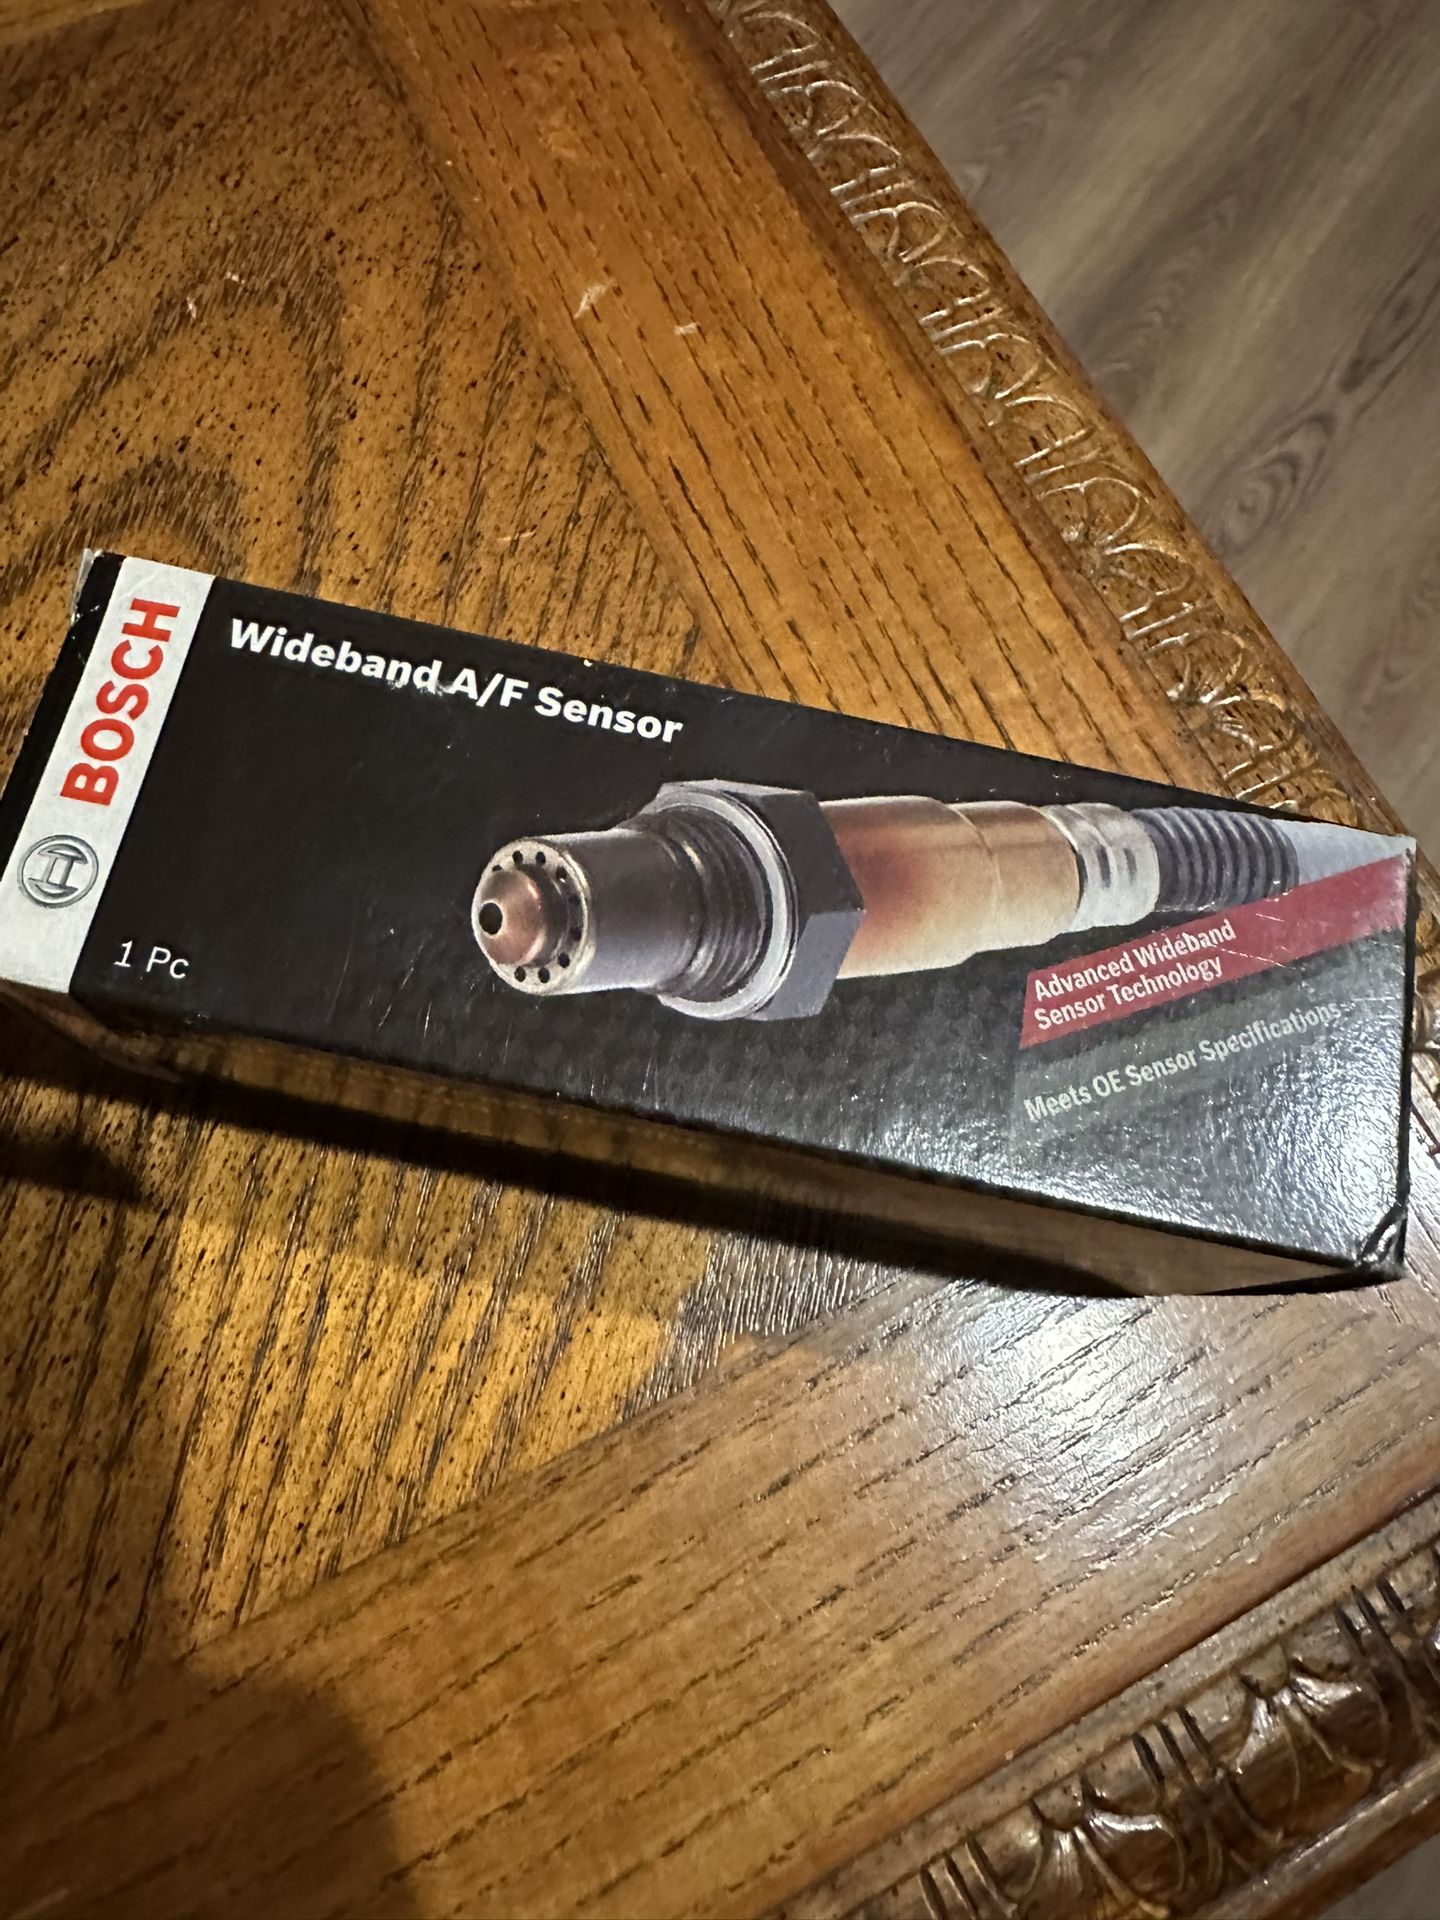 BOSCH
Wideband A/F Sensor
1 Pc
Advanced Wideband
Sensor Technology
Meets OE Sensor Specifications